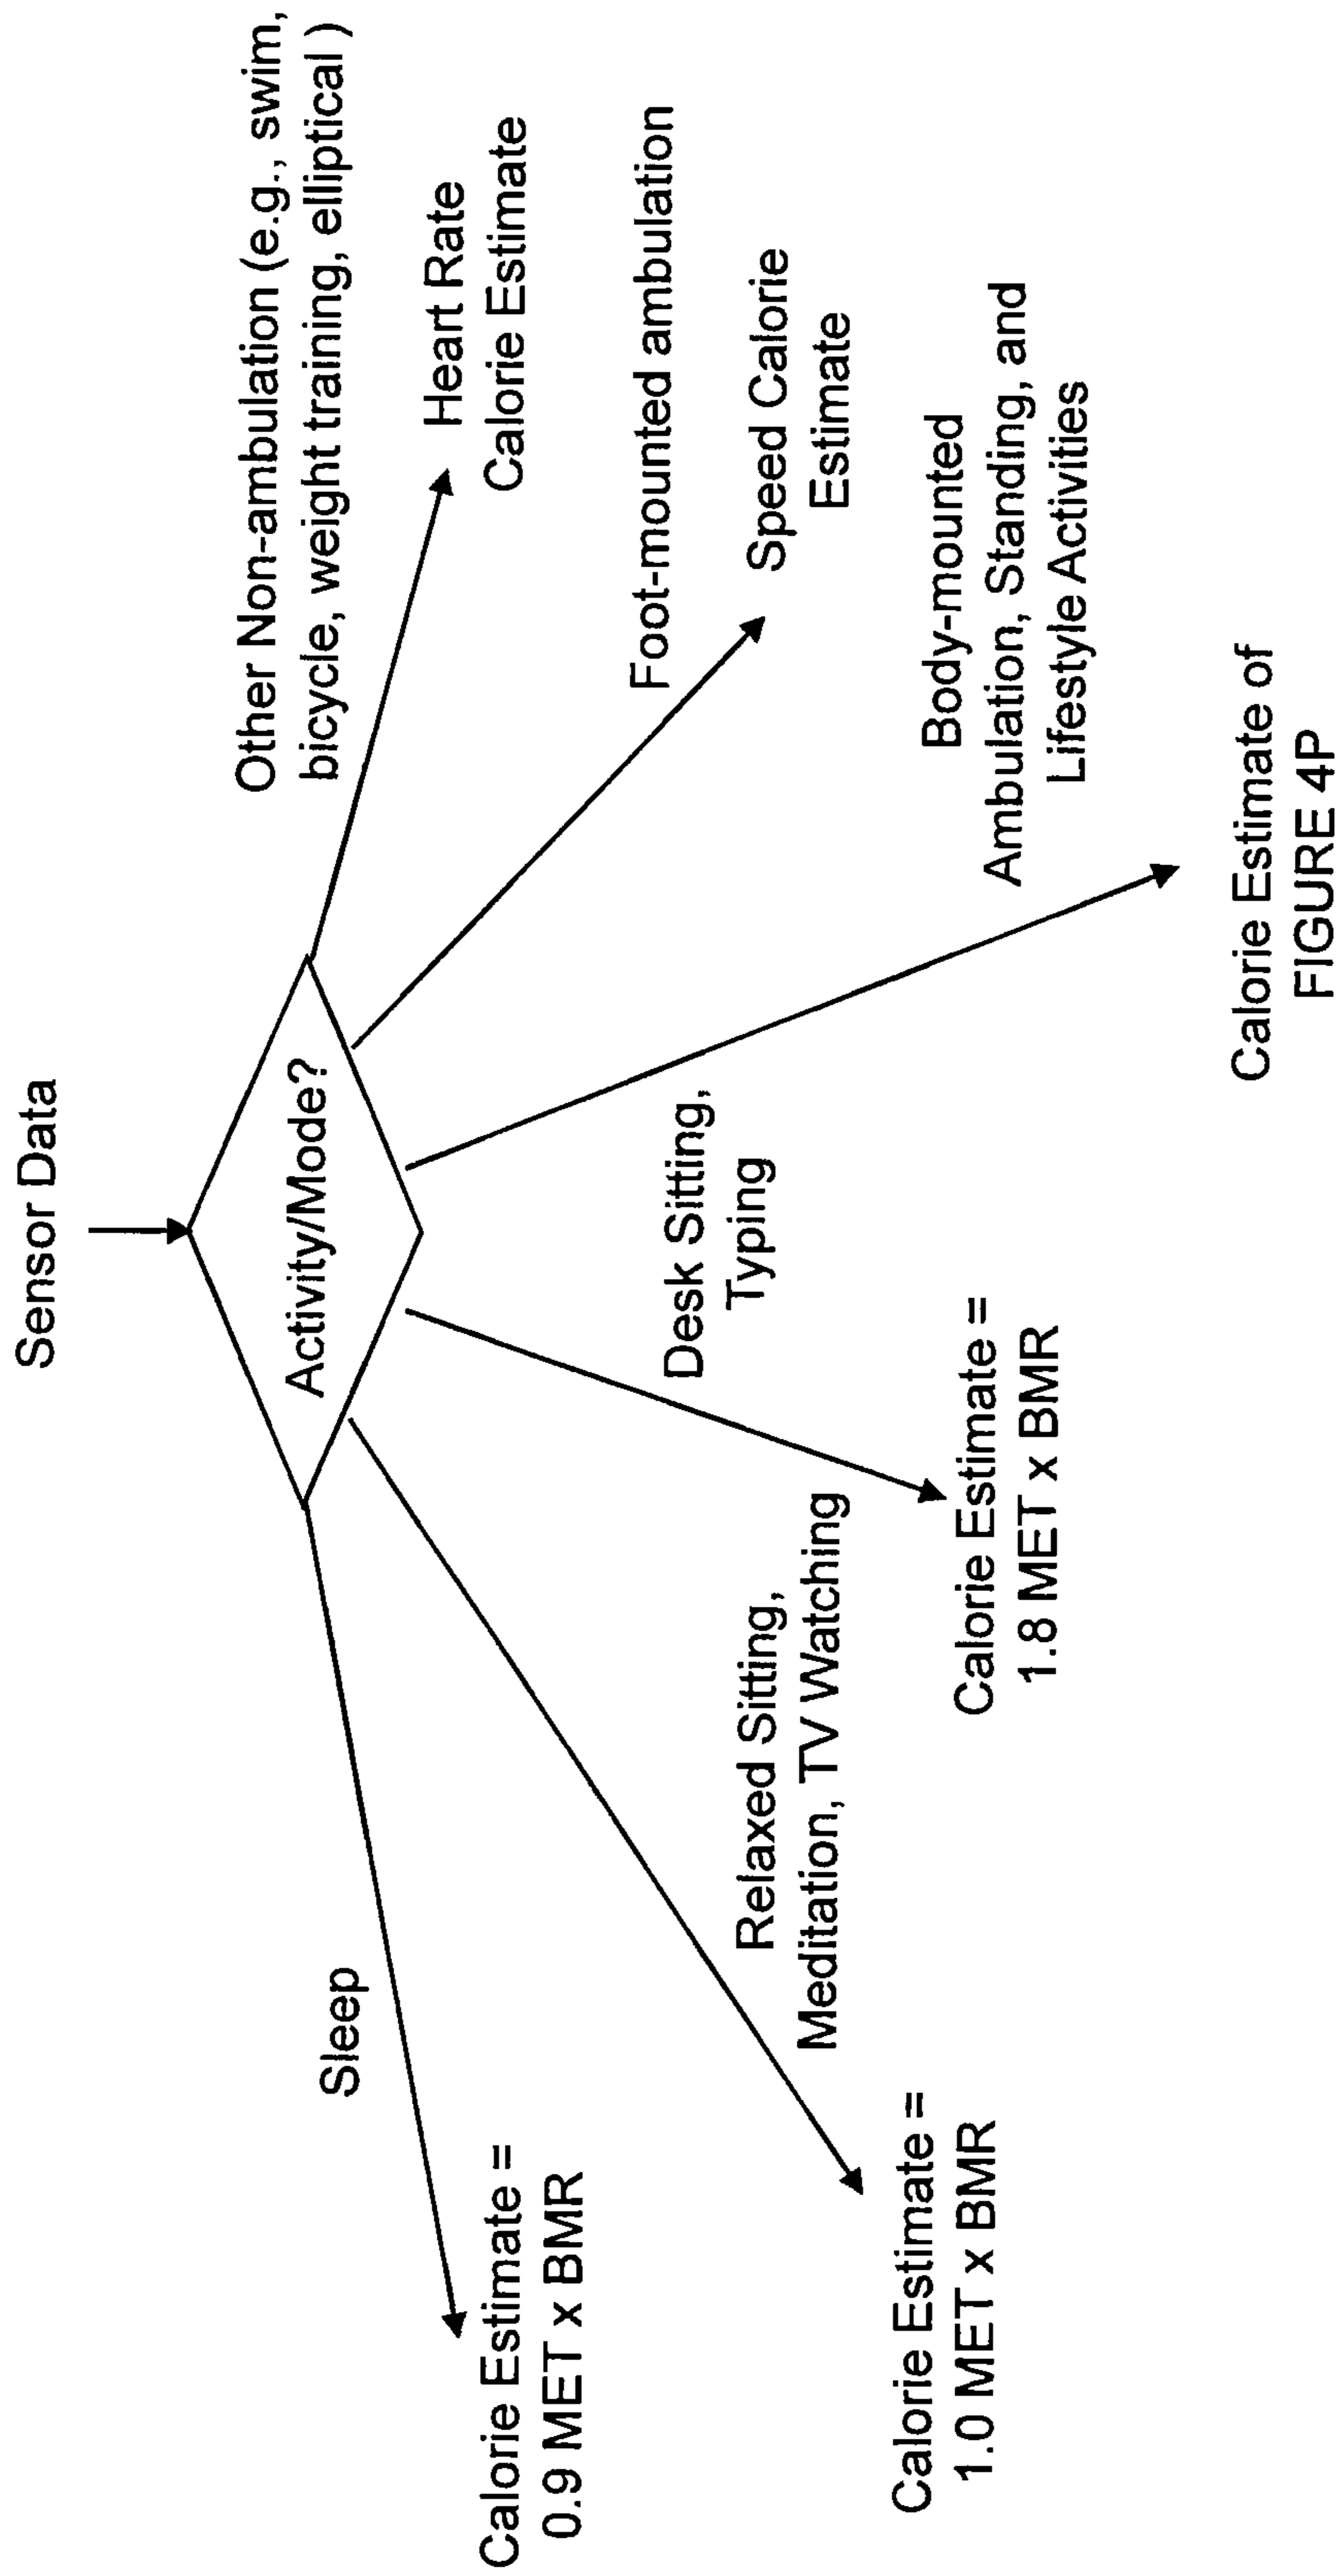 Sensor Data
Activity/Mode?
Sleep
Calorie Estimate =
0.9 MET x BMR
Relaxed Sitting,
Meditation, TV Watching
Calorie Estimate =
1.0 MET x BMR
Desk Sitting,
Typing
Calorie Estimate =
1.8 MET x BMR
Body-mounted
Ambulation, Standing, and
Lifestyle Activities
Calorie Estimate of
FIGURE 4P
Foot-mounted ambulation
Speed Calorie
Estimate
Other Non-ambulation (e.g., swim,
bicycle, weight training, elliptical )
Heart Rate
Calorie Estimate